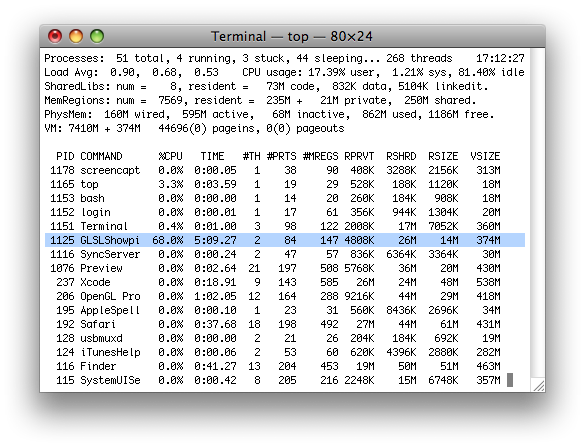 Terminal — top — 80×24
Processes:  51 total, 4 running, 3 stuck, 44 sleeping... 268 threads    17:12:27
Load Avg:  0.90,  0.68,  0.53    CPU usage: 17.39% user,  1.21% sys, 81.40% idle
SharedLibs: num =    8, resident =   73M code,  832K data, 5104K linkedit.
MemRegions: num =  7569, resident =  235M +   21M private,  250M shared.
PhysMem:  160M wired,  595M active,   68M inactive,  862M used, 1186M free.
VM: 7410M + 374M   44696(0) pageins, 0(0) pageouts
PID COMMAND      %CPU   TIME   #TH #PRTS #MREGS RPRVT  RSHRD  RSIZE  VSIZE
1178 screencapt   0.0%  0:00.05   1    38     90  408K  3288K  2156K   313M
1165 top          3.3%  0:03.59   1    19     29  528K   188K  1120K    18M
1153 bash         0.0%  0:00.00   1    14     20  260K   184K   908K    18M
1152 login        0.0%  0:00.01   1    17     61  356K   944K  1304K    20M
1151 Terminal     0.4%  0:01.00   3    98    122 2008K    17M  7052K   360M
1125 GLSLShowpi  68.0%  5:09.27   2    84    147 4808K    26M    14M   374M
1116 SyncServer   0.0%  0:00.24   2    47     57  836K  6364K  3364K    30M
1076 Preview      0.0%  0:02.64  21   197    508 5768K    36M    20M   430M
237 Xcode        0.0%  0:18.91   9   143    585   26M    24M    48M   538M
206 OpenGL Pro   0.0%  1:02.05  12   164    288 9216K    44M    29M   418M
195 AppleSpell   0.0%  0:00.10   1    23     31  560K  8436K  2696K    34M
192 Safari       0.0%  0:37.68  18   198    492   27M    44M    61M   431M
128 usbmuxd      0.0%  0:00.00   2    21     26  204K   184K   692K    19M
124 iTunesHelp   0.0%  0:00.06   2    53     60  620K  4396K  2880K   282M
116 Finder       0.0%  0:41.27  13   204    453   19M    50M    51M   463M
115 SystemUISe   0.0%  0:00.42   8   205    216 2248K    15M  6748K   357M